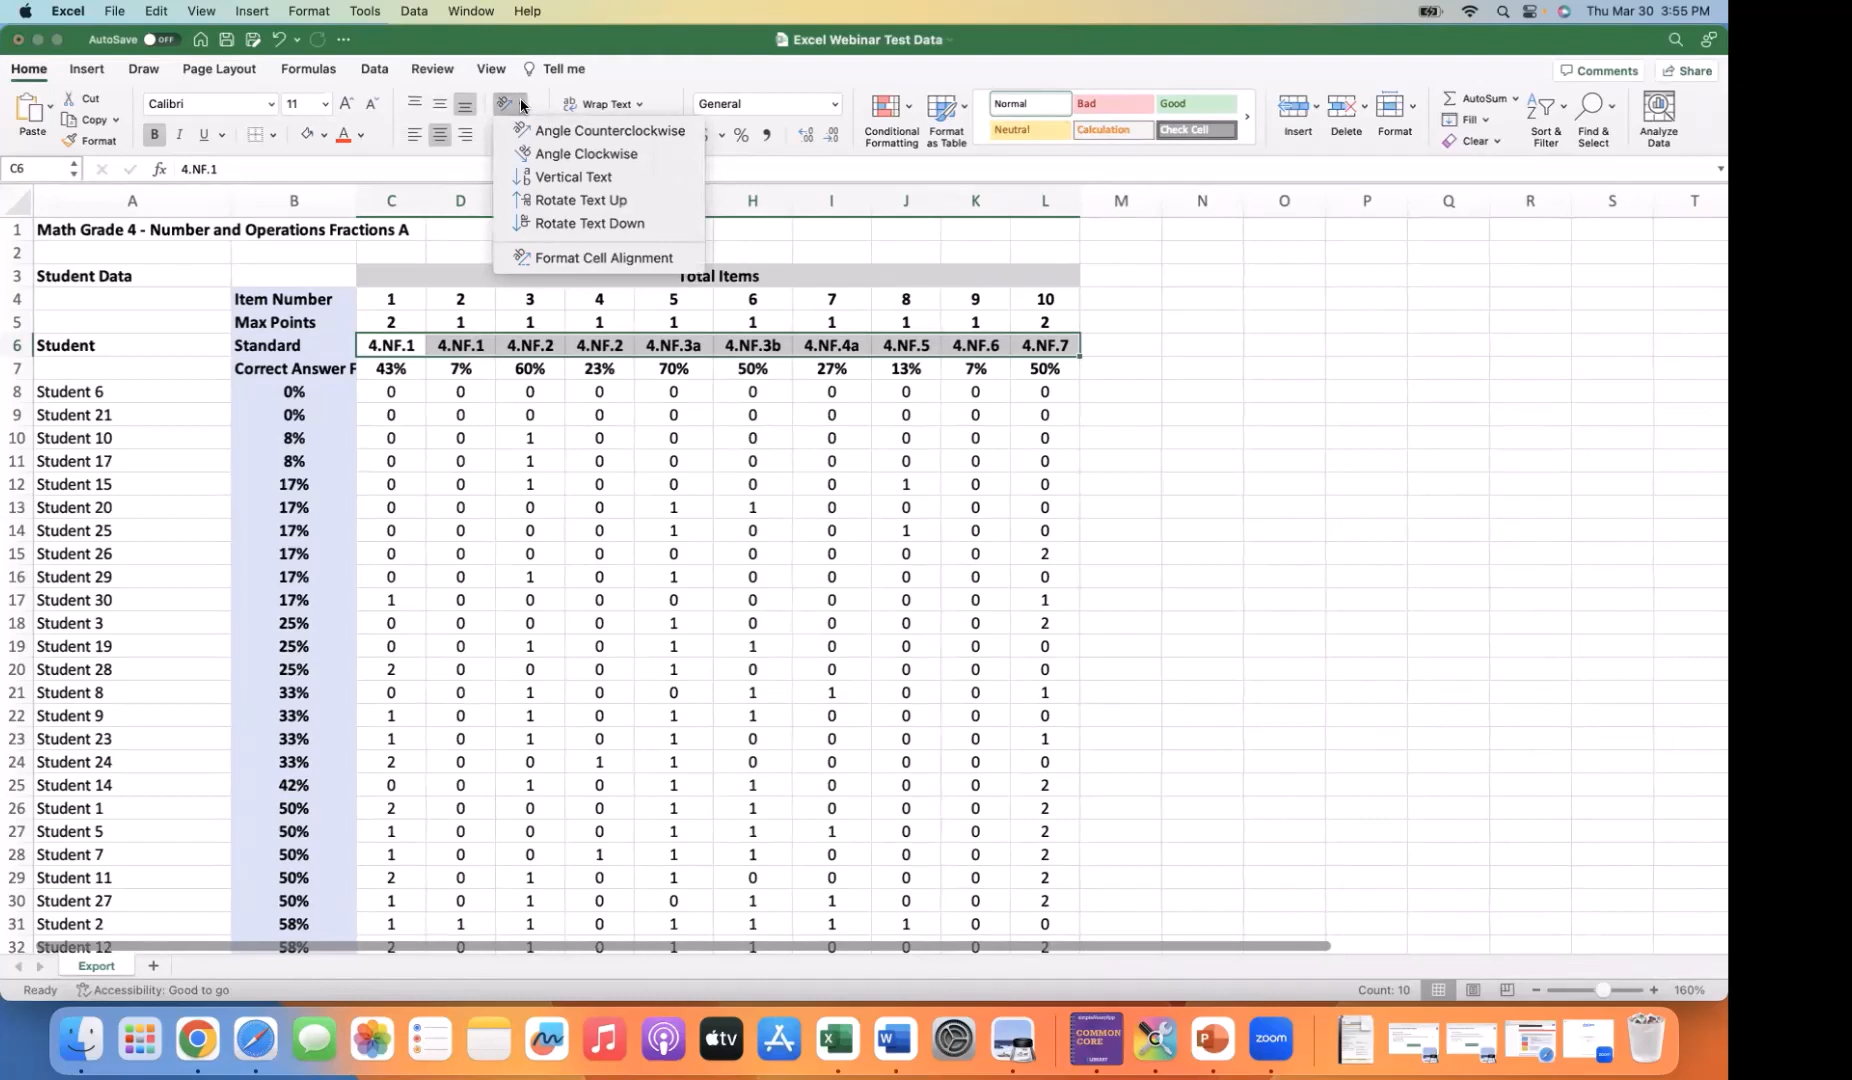 Excel File Edit View Insert Format Tools Data Window Help Thu Mar 30 3:55 PM
AutoSave OFF Excel Webinar Test Data
Home Insert Draw Page Layout Formulas Data Review View Tell me Comments Share
Paste Cut Copy Format Calibri 11 Wrap Text General Conditional Formatting Format as Table Normal Bad Good Neutral Calculation Check Cell Insert Delete Format AutoSum Fill Clear Sort & Filter Find & Select Analyze Data
B I U A % 9
Angle Counterclockwise
Angle Clockwise
Vertical Text
Rotate Text Up
Rotate Text Down
Format Cell Alignment
C6 fx 4.NF.1
A B C D H I J K L M N O P Q R S T
1 Math Grade 4 - Number and Operations Fractions A
2
3 Student Data Total Items
4 Item Number 1 2 3 4 5 6 7 8 9 10
5 Max Points 2 1 1 1 1 1 1 1 1 2
6 Student Standard 4.NF.1 4.NF.1 4.NF.2 4.NF.2 4.NF.3a 4.NF.3b 4.NF.4a 4.NF.5 4.NF.6 4.NF.7
7 Correct Answer F 43% 7% 60% 23% 70% 50% 27% 13% 7% 50%
8 Student 6 0% 0 0 0 0 0 0 0 0 0 0
9 Student 21 0% 0 0 0 0 0 0 0 0 0 0
10 Student 10 8% 0 0 1 0 0 0 0 0 0 0
11 Student 17 8% 0 0 1 0 0 0 0 0 0 0
12 Student 15 17% 0 0 1 0 0 0 0 1 0 0
13 Student 20 17% 0 0 0 0 1 1 0 0 0 0
14 Student 25 17% 0 0 0 0 1 0 0 1 0 0
15 Student 26 17% 0 0 0 0 0 0 0 0 0 2
16 Student 29 17% 0 0 1 0 1 0 0 0 0 0
17 Student 30 17% 1 0 0 0 0 0 0 0 0 1
18 Student 3 25% 0 0 0 0 1 0 0 0 0 2
19 Student 19 25% 0 0 1 0 1 1 0 0 0 0
20 Student 28 25% 2 0 0 0 1 0 0 0 0 0
21 Student 8 33% 0 0 1 0 0 1 1 0 0 1
22 Student 9 33% 1 0 1 0 1 1 0 0 0 0
23 Student 23 33% 1 0 1 0 1 0 0 0 0 1
24 Student 24 33% 2 0 0 1 1 0 0 0 0 0
25 Student 14 42% 0 0 1 0 1 1 0 0 0 2
26 Student 1 50% 2 0 0 0 1 1 0 0 0 2
27 Student 5 50% 1 0 0 0 1 1 1 0 0 2
28 Student 7 50% 1 0 0 1 1 1 0 0 0 2
29 Student 11 50% 2 0 1 0 1 0 0 0 0 2
30 Student 27 50% 1 0 1 0 0 1 1 0 0 2
31 Student 2 58% 1 1 1 0 1 1 1 1 0 0
32 Student 12 58% 2 0 1 0 1 1 0 0 0 2
Export
Ready Accessibility: Good to go Count: 10 160%
tv X W COMMON CORE P zoom